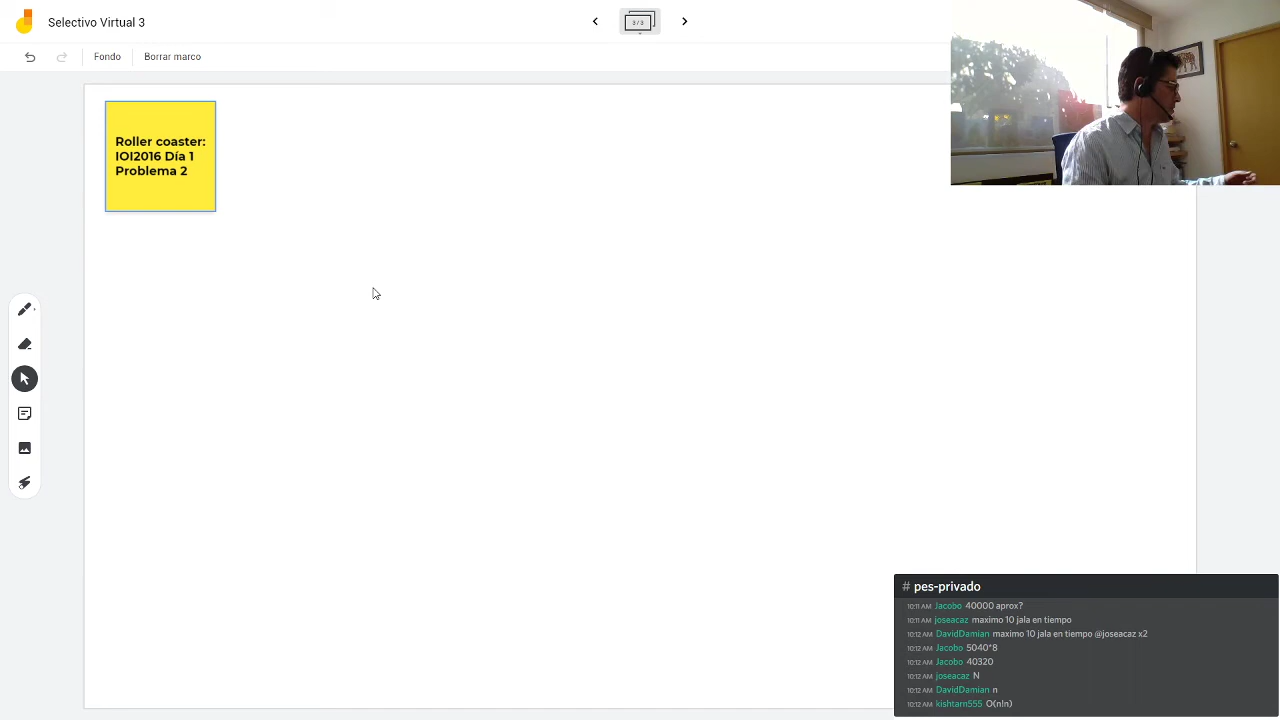 Selectivo Virtual 3
3 / 3
Fondo
Borrar marco
Roller coaster:
IOI2016 Día 1
Problema 2
# pes-privado
10:11 AM Jacobo 40000 aprox?
10:11 AM joseacaz maximo 10 jala en tiempo
10:12 AM DavidDamian maximo 10 jala en tiempo @joseacaz x2
10:12 AM Jacobo 5040*8
10:12 AM Jacobo 40320
10:12 AM joseacaz N
10:12 AM DavidDamian n
10:12 AM kishtarn555 O(n!n)